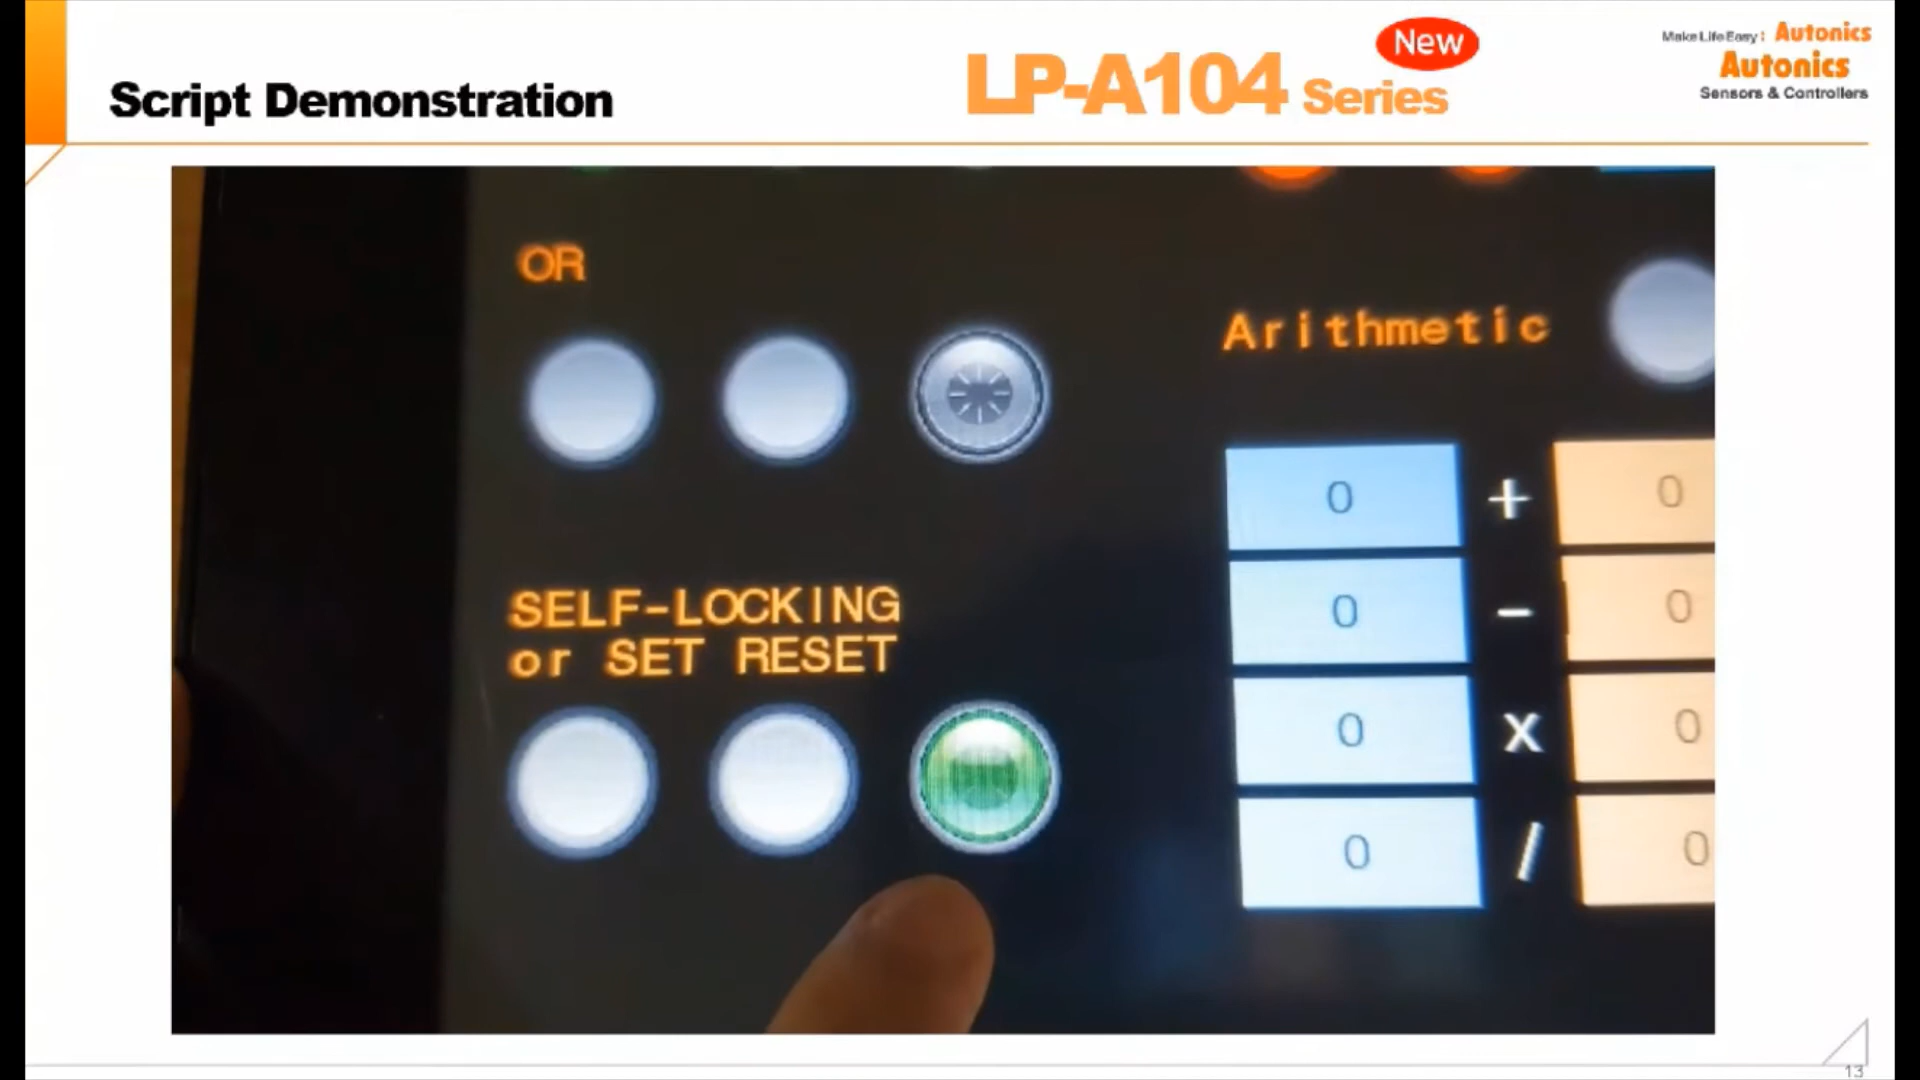 Script Demonstration
LP-A104 Series
New
Make Life Easy: Autonics
Autonics
Sensors & Controllers
OR
Arithmetic
SELF-LOCKING
or SET RESET
0 + 0
0 - 0
0 x 0
0 / 0
13